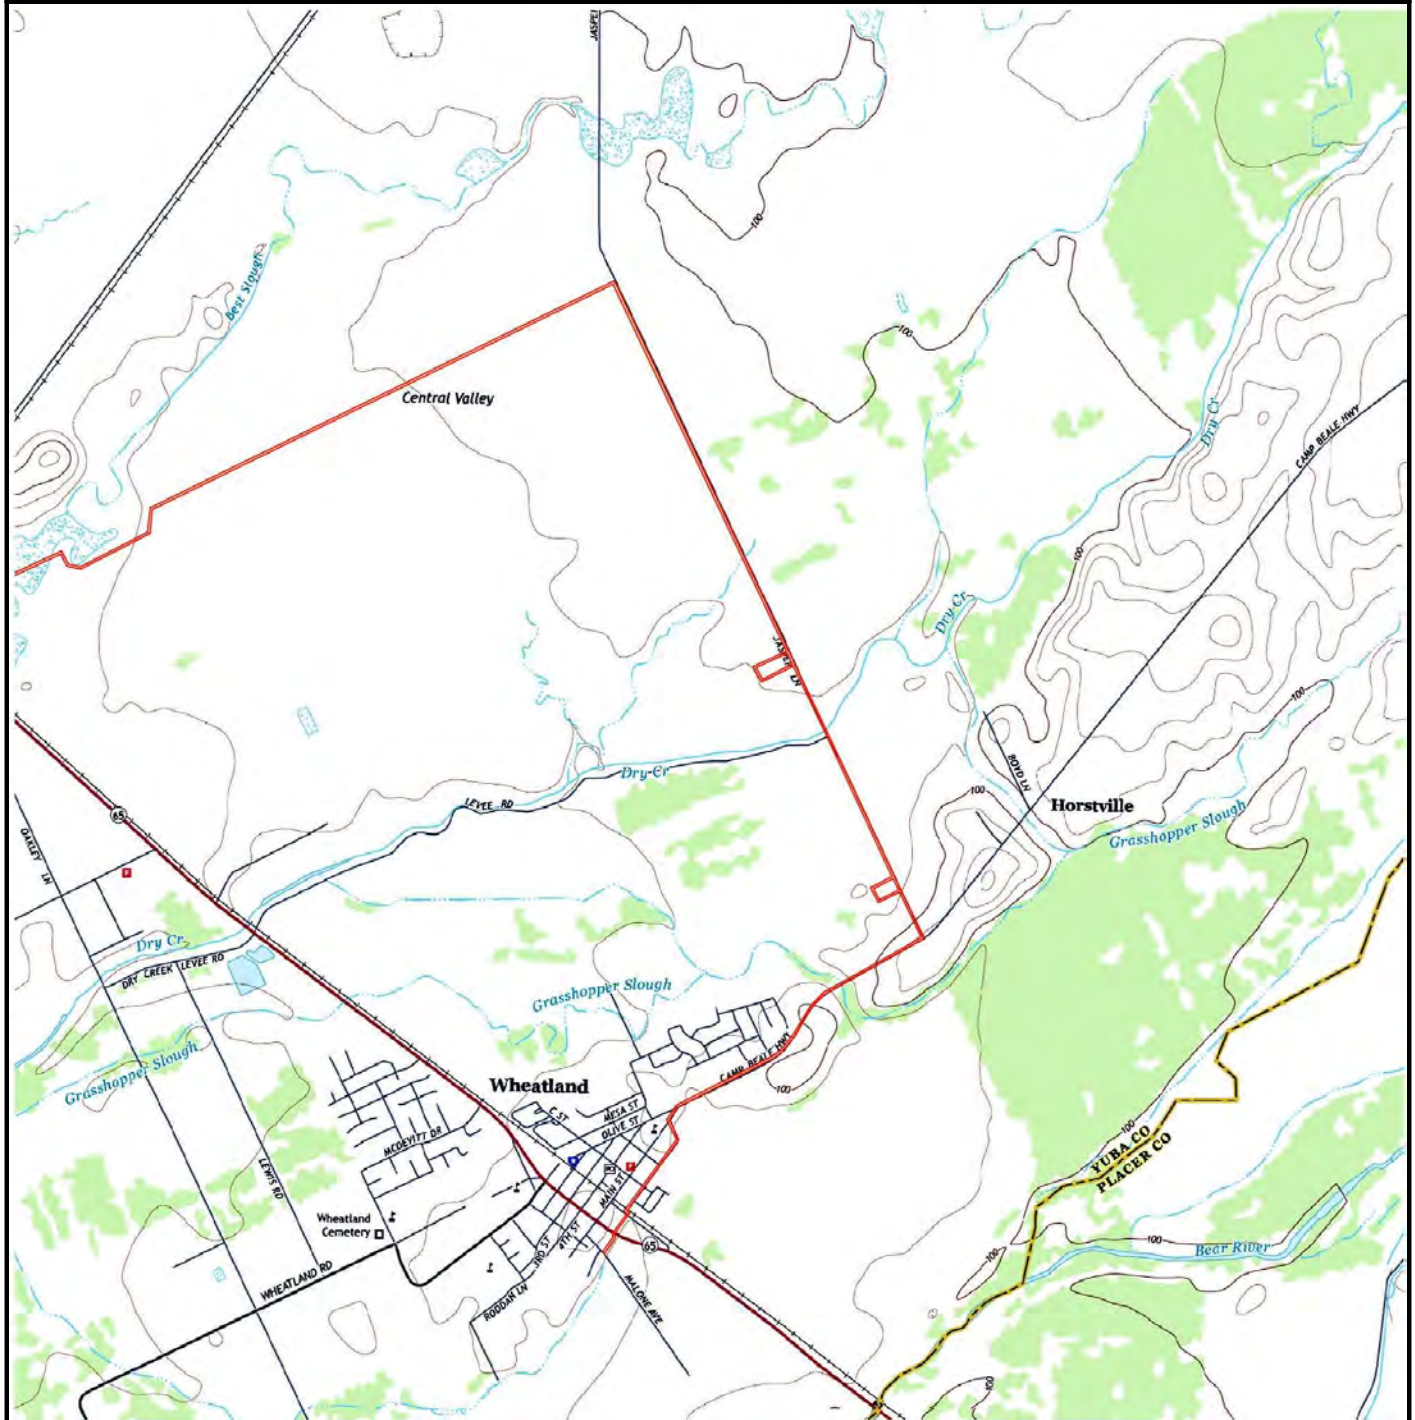 JASPE
100
Best Slough
100
Central Valley
Dry Cr
CAMP BEALE HWY
100
Dry Cr
JASPER LN
100
BOYD LN
Dry Cr
LEVEE RD
100
Horstville
Grasshopper Slough
65
OAKLEY LN
F
Dry Cr
DRY CREEK LEVEE RD
Grasshopper Slough
Grasshopper Slough
CAMP BEALE HWY
100
Wheatland
C ST
MESA ST
OLIVE ST
MCDEVITT DR
LEWIS RD
PO
F
MAIN ST
Wheatland
Cemetery
4TH ST
3RD ST
65
WHEATLAND RD
RODDAN LN
MALONE AVE
100
YUBA CO
PLACER CO
100
100
Bear River
100